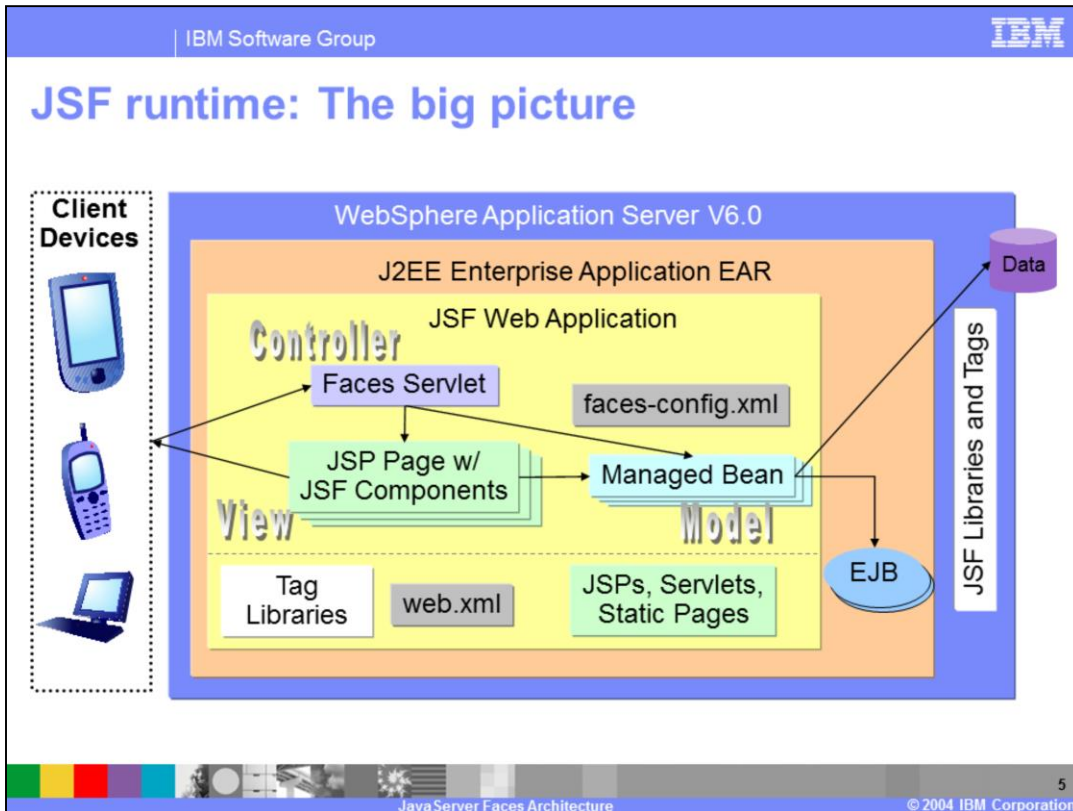 IBM Software Group
IBM
JSF runtime: The big picture
Client
Devices
WebSphere Application Server V6.0
J2EE Enterprise Application EAR
JSF Web Application
Controller
Faces Servlet
faces-config.xml
JSP Page w/
JSF Components
Managed Bean
View
Model
Tag
Libraries
web.xml
JSPs, Servlets,
Static Pages
EJB
Data
JSF Libraries and Tags
5
JavaServer Faces Architecture
© 2004 IBM Corporation